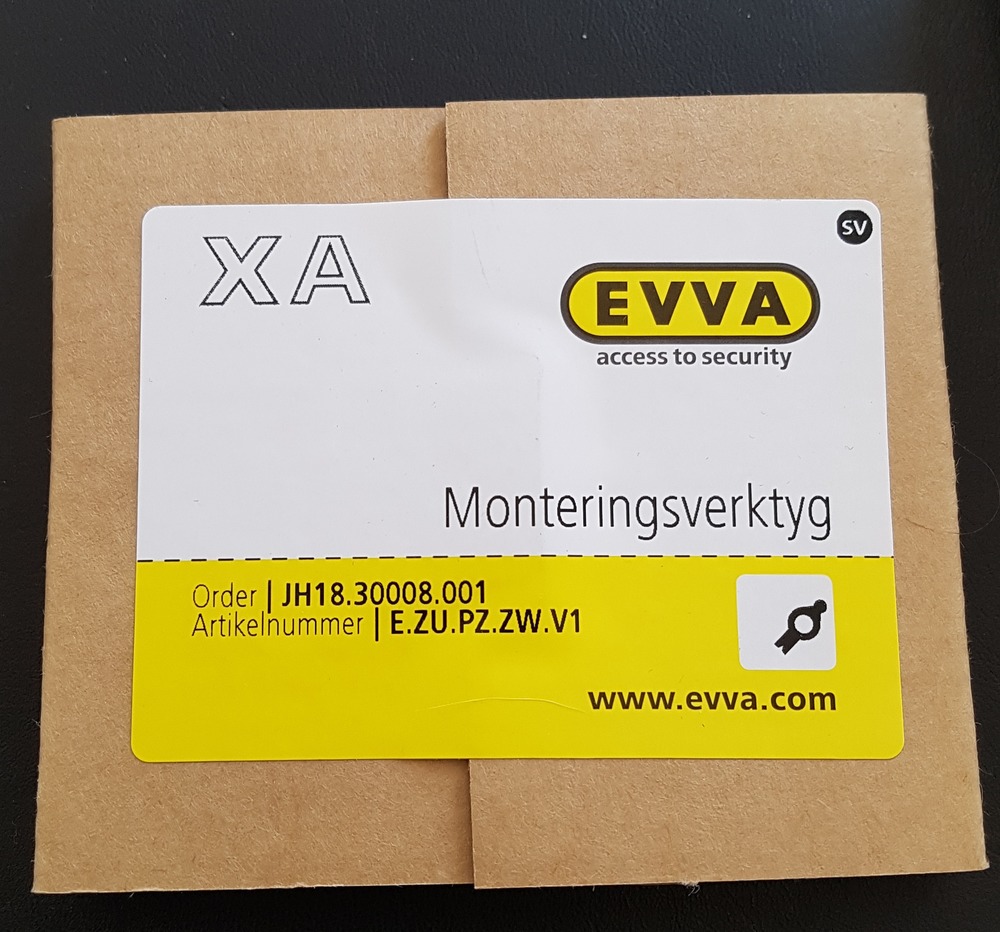 SV
XA
EVVA
access to security
Monteringsverktyg
Order | JH18.30008.001
Artikelnummer | E.ZU.PZ.ZW.V1
www.evva.com